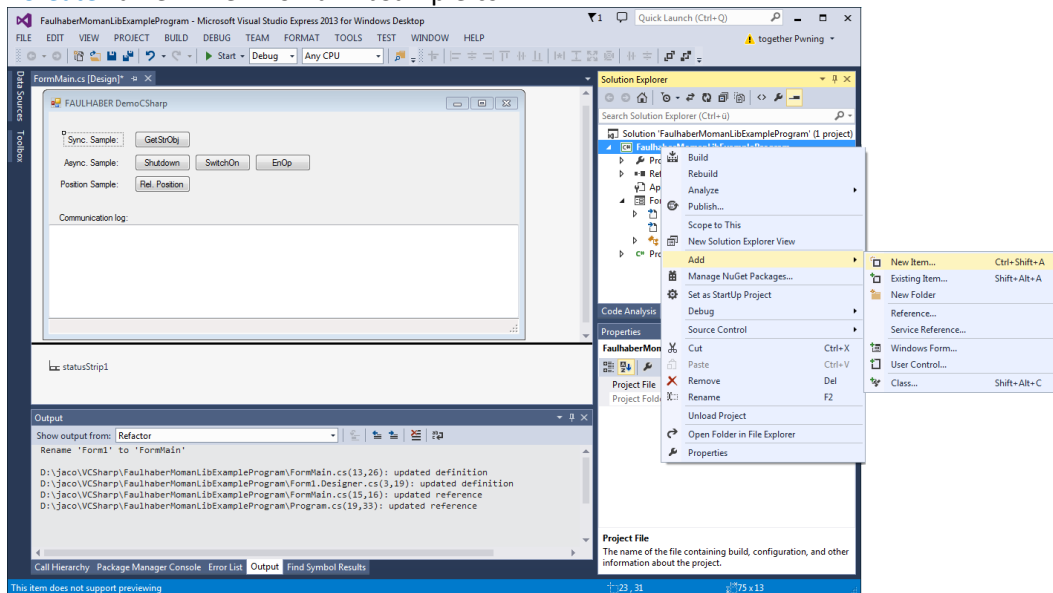 FaulhaberMomanLibExampleProgram - Microsoft Visual Studio Express 2013 for Windows Desktop
1
Quick Launch (Ctrl+Q)
FILE EDIT VIEW PROJECT BUILD DEBUG TEAM FORMAT TOOLS TEST WINDOW HELP
together Pwning
Start Debug Any CPU
Data Sources
Toolbox
FormMain.cs [Design]*
FAULHABER DemoCSharp
Sync. Sample: GetStrObj
Async. Sample: Shutdown SwitchOn EnOp
Position Sample: Rel. Position
Communication log:
statusStrip1
Output
Show output from: Refactor
Rename 'Form1' to 'FormMain'
D:\jaco\VCSharp\FaulhaberMomanLibExampleProgram\FormMain.cs(13,26): updated definition
D:\jaco\VCSharp\FaulhaberMomanLibExampleProgram\Form1.Designer.cs(3,19): updated definition
D:\jaco\VCSharp\FaulhaberMomanLibExampleProgram\FormMain.cs(15,16): updated reference
D:\jaco\VCSharp\FaulhaberMomanLibExampleProgram\Program.cs(19,33): updated reference
Call Hierarchy Package Manager Console Error List Output Find Symbol Results
Solution Explorer
Search Solution Explorer (Ctrl+ü)
Solution 'FaulhaberMomanLibExampleProgram' (1 project)
FaulhaberMomanLibExampleProgram
Pro
Ref
Ap
For
C# Pro
Build
Rebuild
Analyze
Publish...
Scope to This
New Solution Explorer View
Add
Manage NuGet Packages...
Set as StartUp Project
Debug
Source Control
Cut Ctrl+X
Paste Ctrl+V
Remove Del
Rename F2
Unload Project
Open Folder in File Explorer
Properties
New Item... Ctrl+Shift+A
Existing Item... Shift+Alt+A
New Folder
Reference...
Service Reference...
Windows Form...
User Control...
Class... Shift+Alt+C
Code Analysis
Properties
FaulhaberMon
Project File
Project Folde
Project File
The name of the file containing build, configuration, and other
information about the project.
This item does not support previewing
23 , 31
75 x 13